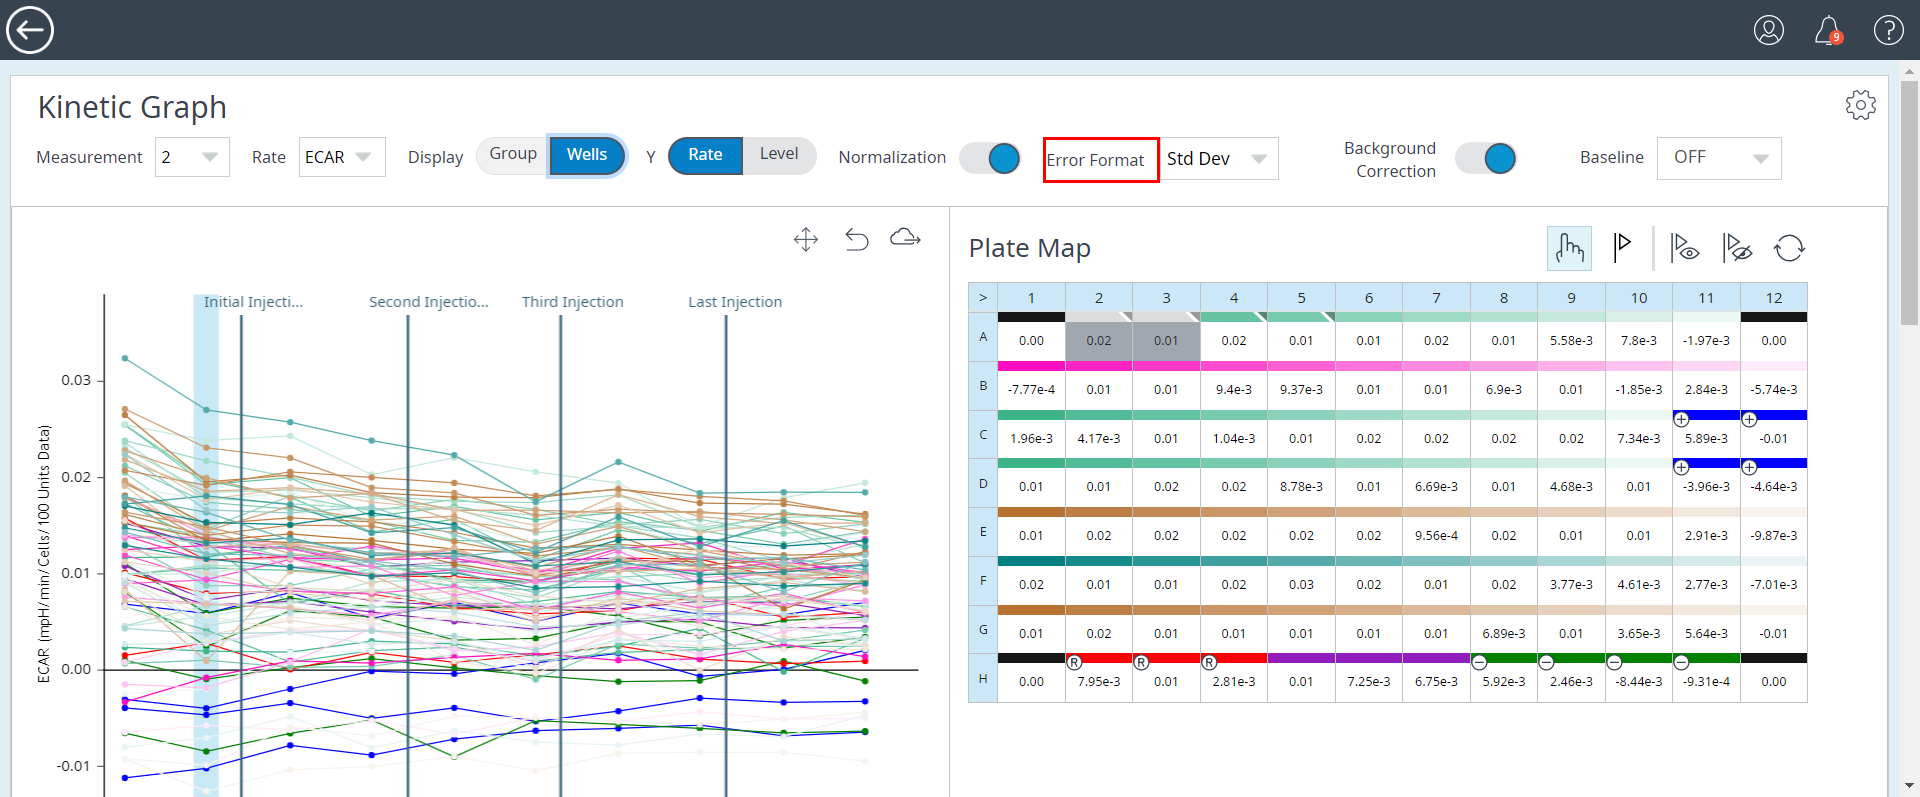 9 ?
Kinetic Graph
Measurement 2 Rate ECAR Display Group Wells Y Rate Level Normalization Error Format Std Dev Background Correction Baseline OFF
Plate Map
Initial Injecti... Second Injectio... Third Injection Last Injection
0.03
0.02
0.01
0.00
-0.01
ECAR (mpH/min/Cells/100 Units Data)
> 1 2 3 4 5 6 7 8 9 10 11 12
A 0.00 0.02 0.01 0.02 0.01 0.01 0.02 0.01 5.58e-3 7.8e-3 -1.97e-3 0.00
B -7.77e-4 0.01 0.01 9.4e-3 9.37e-3 0.01 0.01 6.9e-3 0.01 -1.85e-3 2.84e-3 -5.74e-3
+ +
C 1.96e-3 4.17e-3 0.01 1.04e-3 0.01 0.02 0.02 0.02 0.02 7.34e-3 5.89e-3 -0.01
+ +
D 0.01 0.01 0.02 0.02 8.78e-3 0.01 6.69e-3 0.01 4.68e-3 0.01 -3.96e-3 -4.64e-3
E 0.01 0.02 0.02 0.02 0.02 0.02 9.56e-4 0.02 0.01 0.01 2.91e-3 -9.87e-3
F 0.02 0.01 0.01 0.02 0.03 0.02 0.01 0.02 3.77e-3 4.61e-3 2.77e-3 -7.01e-3
G 0.01 0.02 0.01 0.01 0.01 0.01 0.01 6.89e-3 0.01 3.65e-3 5.64e-3 -0.01
R R R − − − −
H 0.00 7.95e-3 0.01 2.81e-3 0.01 7.25e-3 6.75e-3 5.92e-3 2.46e-3 -8.44e-3 -9.31e-4 0.00